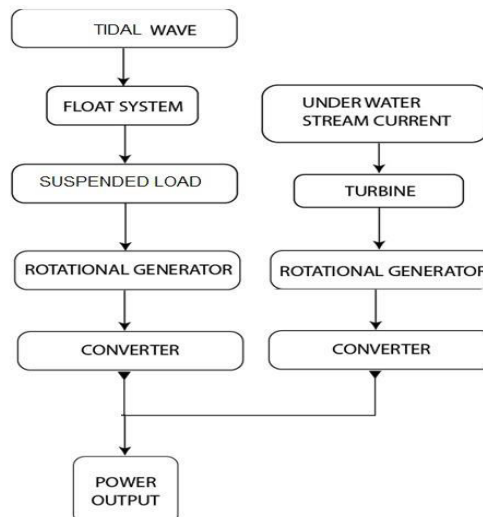 TIDAL WAVE
FLOAT SYSTEM
SUSPENDED LOAD
ROTATIONAL GENERATOR
CONVERTER
UNDER WATER
STREAM CURRENT
TURBINE
ROTATIONAL GENERATOR
CONVERTER
POWER
OUTPUT